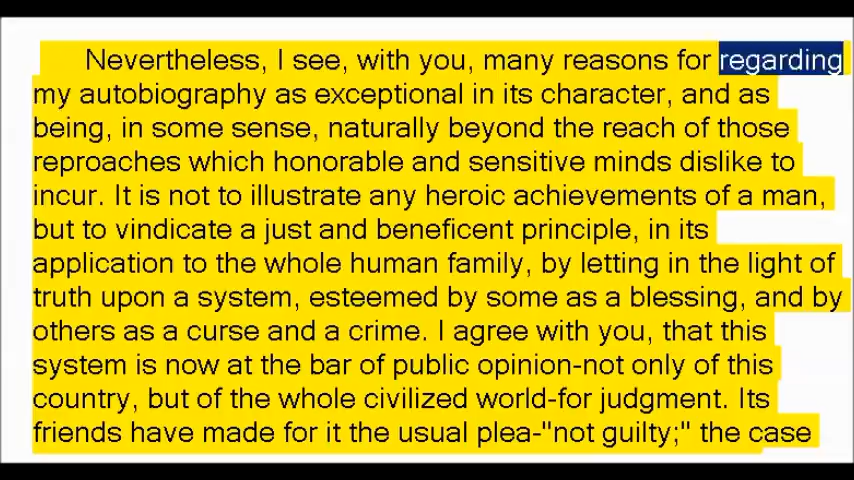 Nevertheless, I see, with you, many reasons for regarding
my autobiography as exceptional in its character, and as
being, in some sense, naturally beyond the reach of those
reproaches which honorable and sensitive minds dislike to
incur. It is not to illustrate any heroic achievements of a man,
but to vindicate a just and beneficent principle, in its
application to the whole human family, by letting in the light of
truth upon a system, esteemed by some as a blessing, and by
others as a curse and a crime. I agree with you, that this
system is now at the bar of public opinion-not only of this
country, but of the whole civilized world-for judgment. Its
friends have made for it the usual plea-"not guilty;" the case